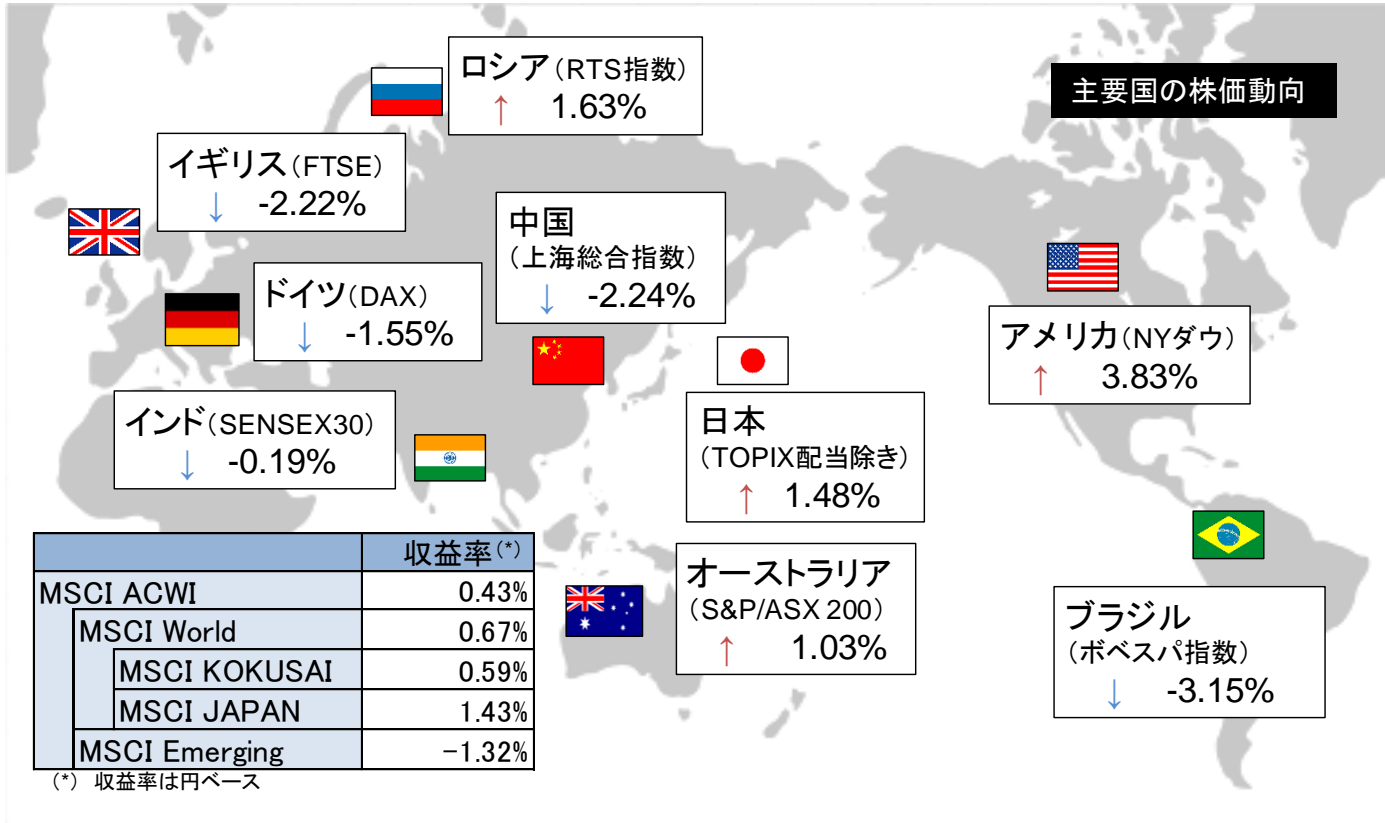 主要国の株価動向
ロシア（RTS指数）
↑ 1.63%
イギリス（FTSE）
↓ -2.22%
中国
（上海総合指数）
↓ -2.24%
ドイツ（DAX）
↓ -1.55%
アメリカ（NYダウ）
↑ 3.83%
インド（SENSEX30）
↓ -0.19%
日本
（TOPIX配当除き）
↑ 1.48%
オーストラリア
（S&P/ASX 200）
↑ 1.03%
ブラジル
（ボベスパ指数）
↓ -3.15%
収益率(*)
MSCI ACWI 0.43%
MSCI World 0.67%
MSCI KOKUSAI 0.59%
MSCI JAPAN 1.43%
MSCI Emerging −1.32%
(*) 収益率は円ベース